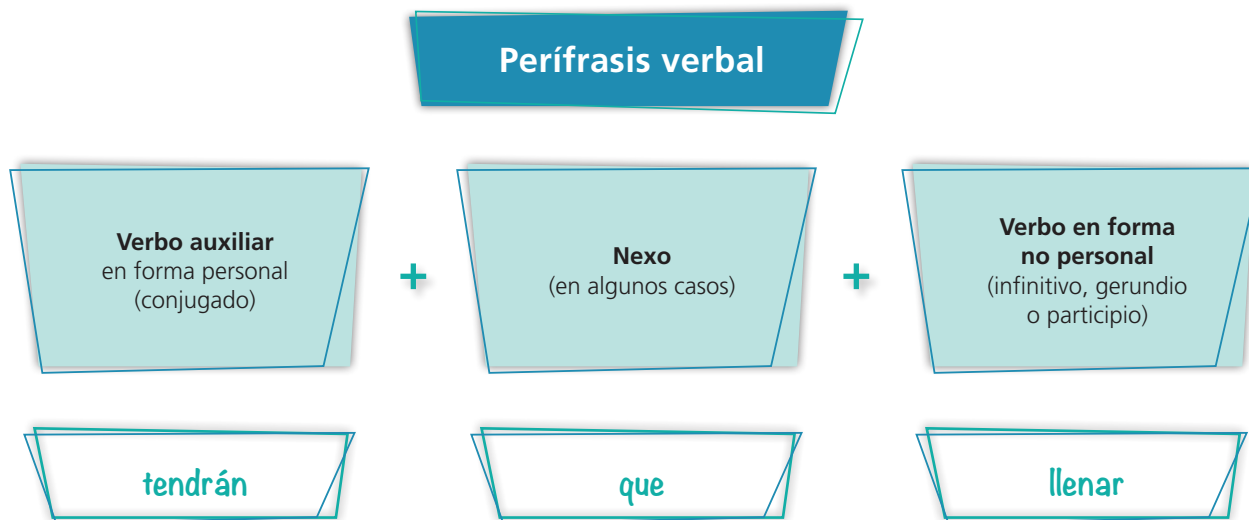 Perífrasis verbal
Verbo auxiliar
en forma personal
(conjugado)
+
Nexo
(en algunos casos)
+
Verbo en forma
no personal
(infinitivo, gerundio
o participio)
tendrán
que
llenar